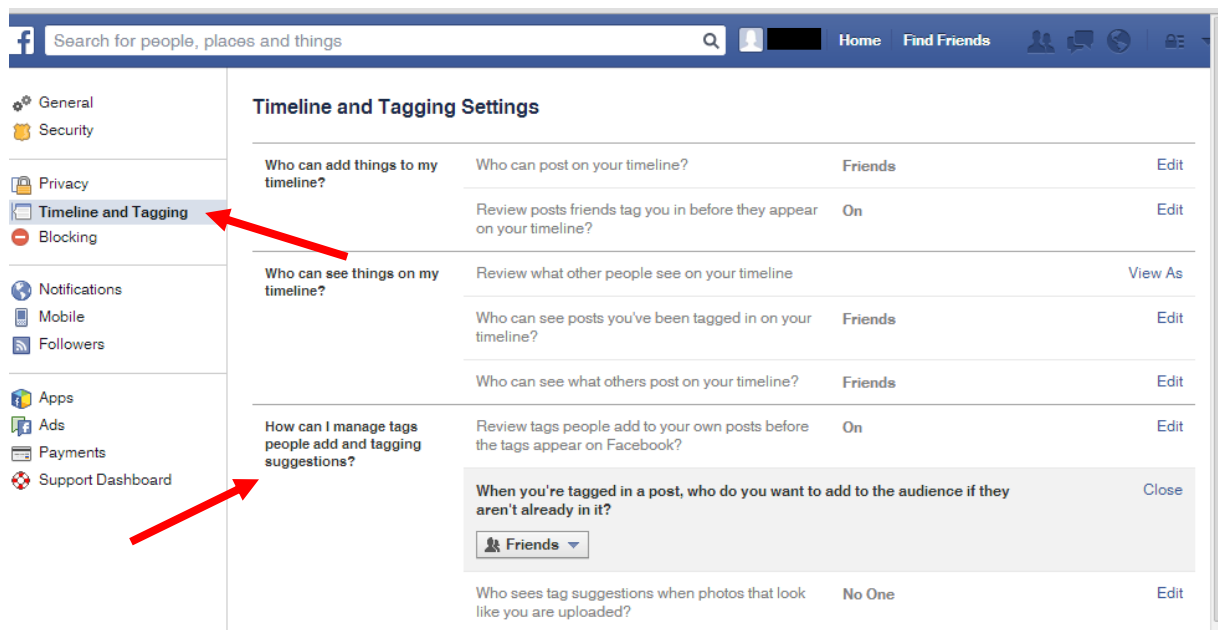 f Search for people, places and things Home Find Friends
General
Security
Privacy
Timeline and Tagging
Blocking
Notifications
Mobile
Followers
Apps
Ads
Payments
Support Dashboard
Timeline and Tagging Settings
Who can add things to my
timeline?
Who can post on your timeline? Friends Edit
Review posts friends tag you in before they appear
on your timeline?
On Edit
Who can see things on my
timeline?
Review what other people see on your timeline View As
Who can see posts you've been tagged in on your
timeline?
Friends Edit
Who can see what others post on your timeline? Friends Edit
How can I manage tags
people add and tagging
suggestions?
Review tags people add to your own posts before
the tags appear on Facebook?
On Edit
When you're tagged in a post, who do you want to add to the audience if they
aren't already in it?
Close
Friends
Who sees tag suggestions when photos that look
like you are uploaded?
No One Edit